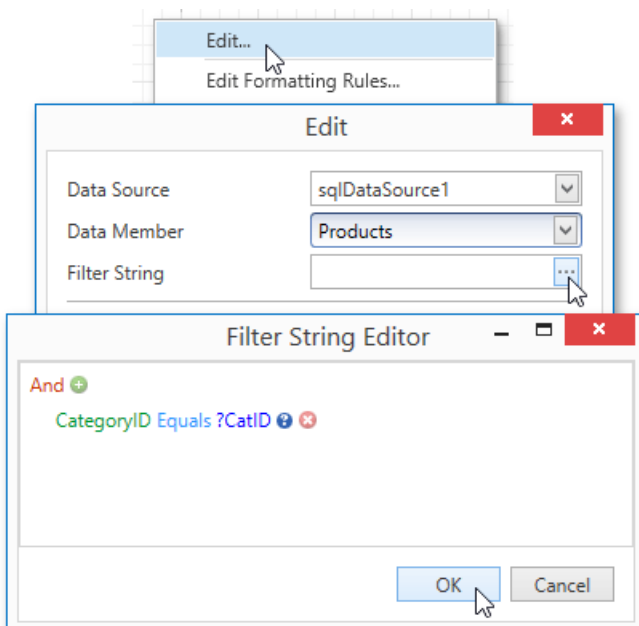 Edit...
Edit Formatting Rules...
Edit
Data Source sqlDataSource1
Data Member Products
Filter String ...
Filter String Editor
And
CategoryID Equals ?CatID
OK Cancel